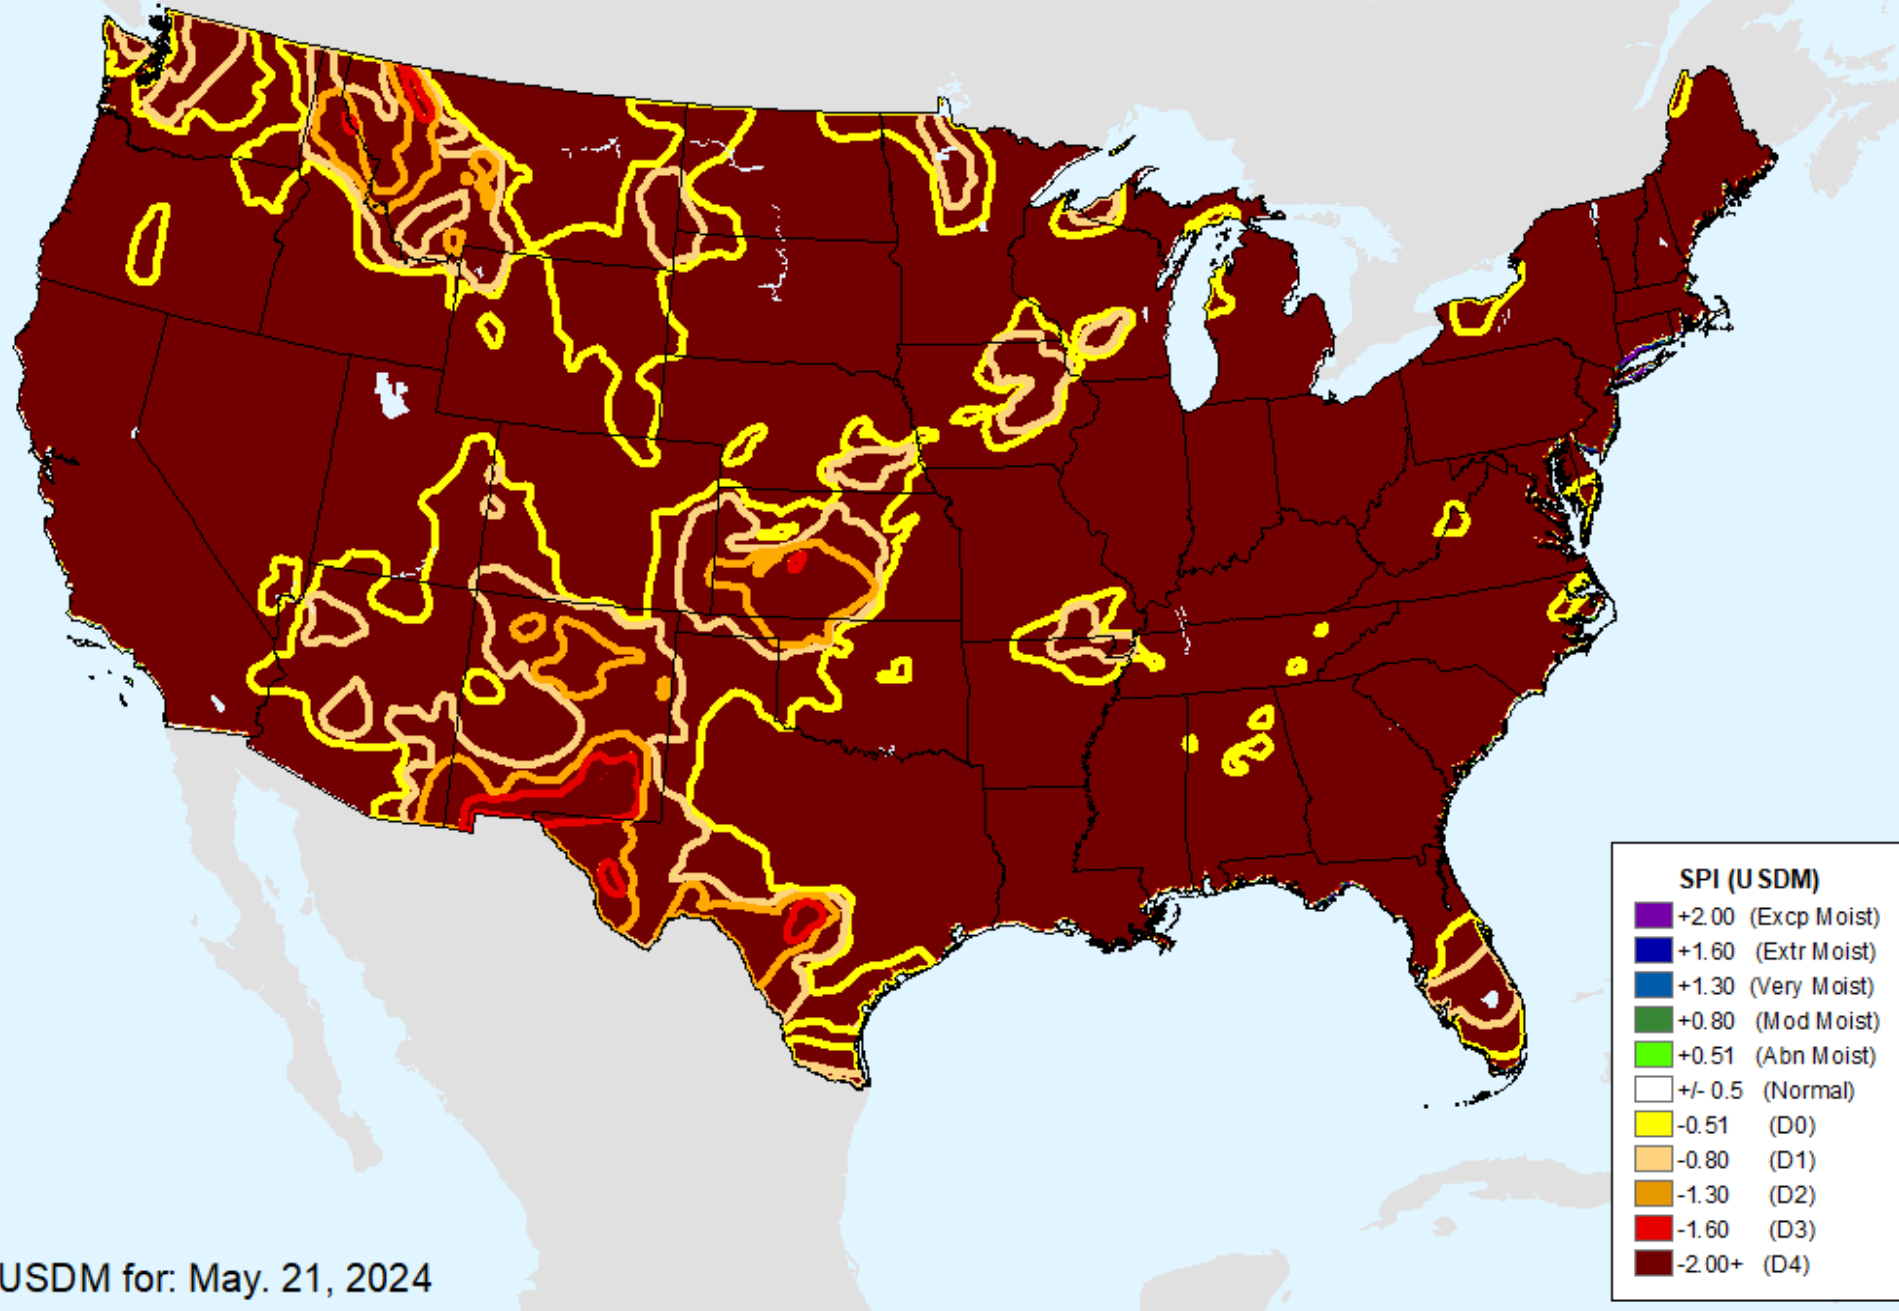 SPI (USDM)
+2.00 (Excp Moist)
+1.60 (Extr Moist)
+1.30 (Very Moist)
+0.80 (Mod Moist)
+0.51 (Abn Moist)
+/- 0.5 (Normal)
-0.51 (D0)
-0.80 (D1)
-1.30 (D2)
-1.60 (D3)
-2.00+ (D4)
USDM for: May. 21, 2024